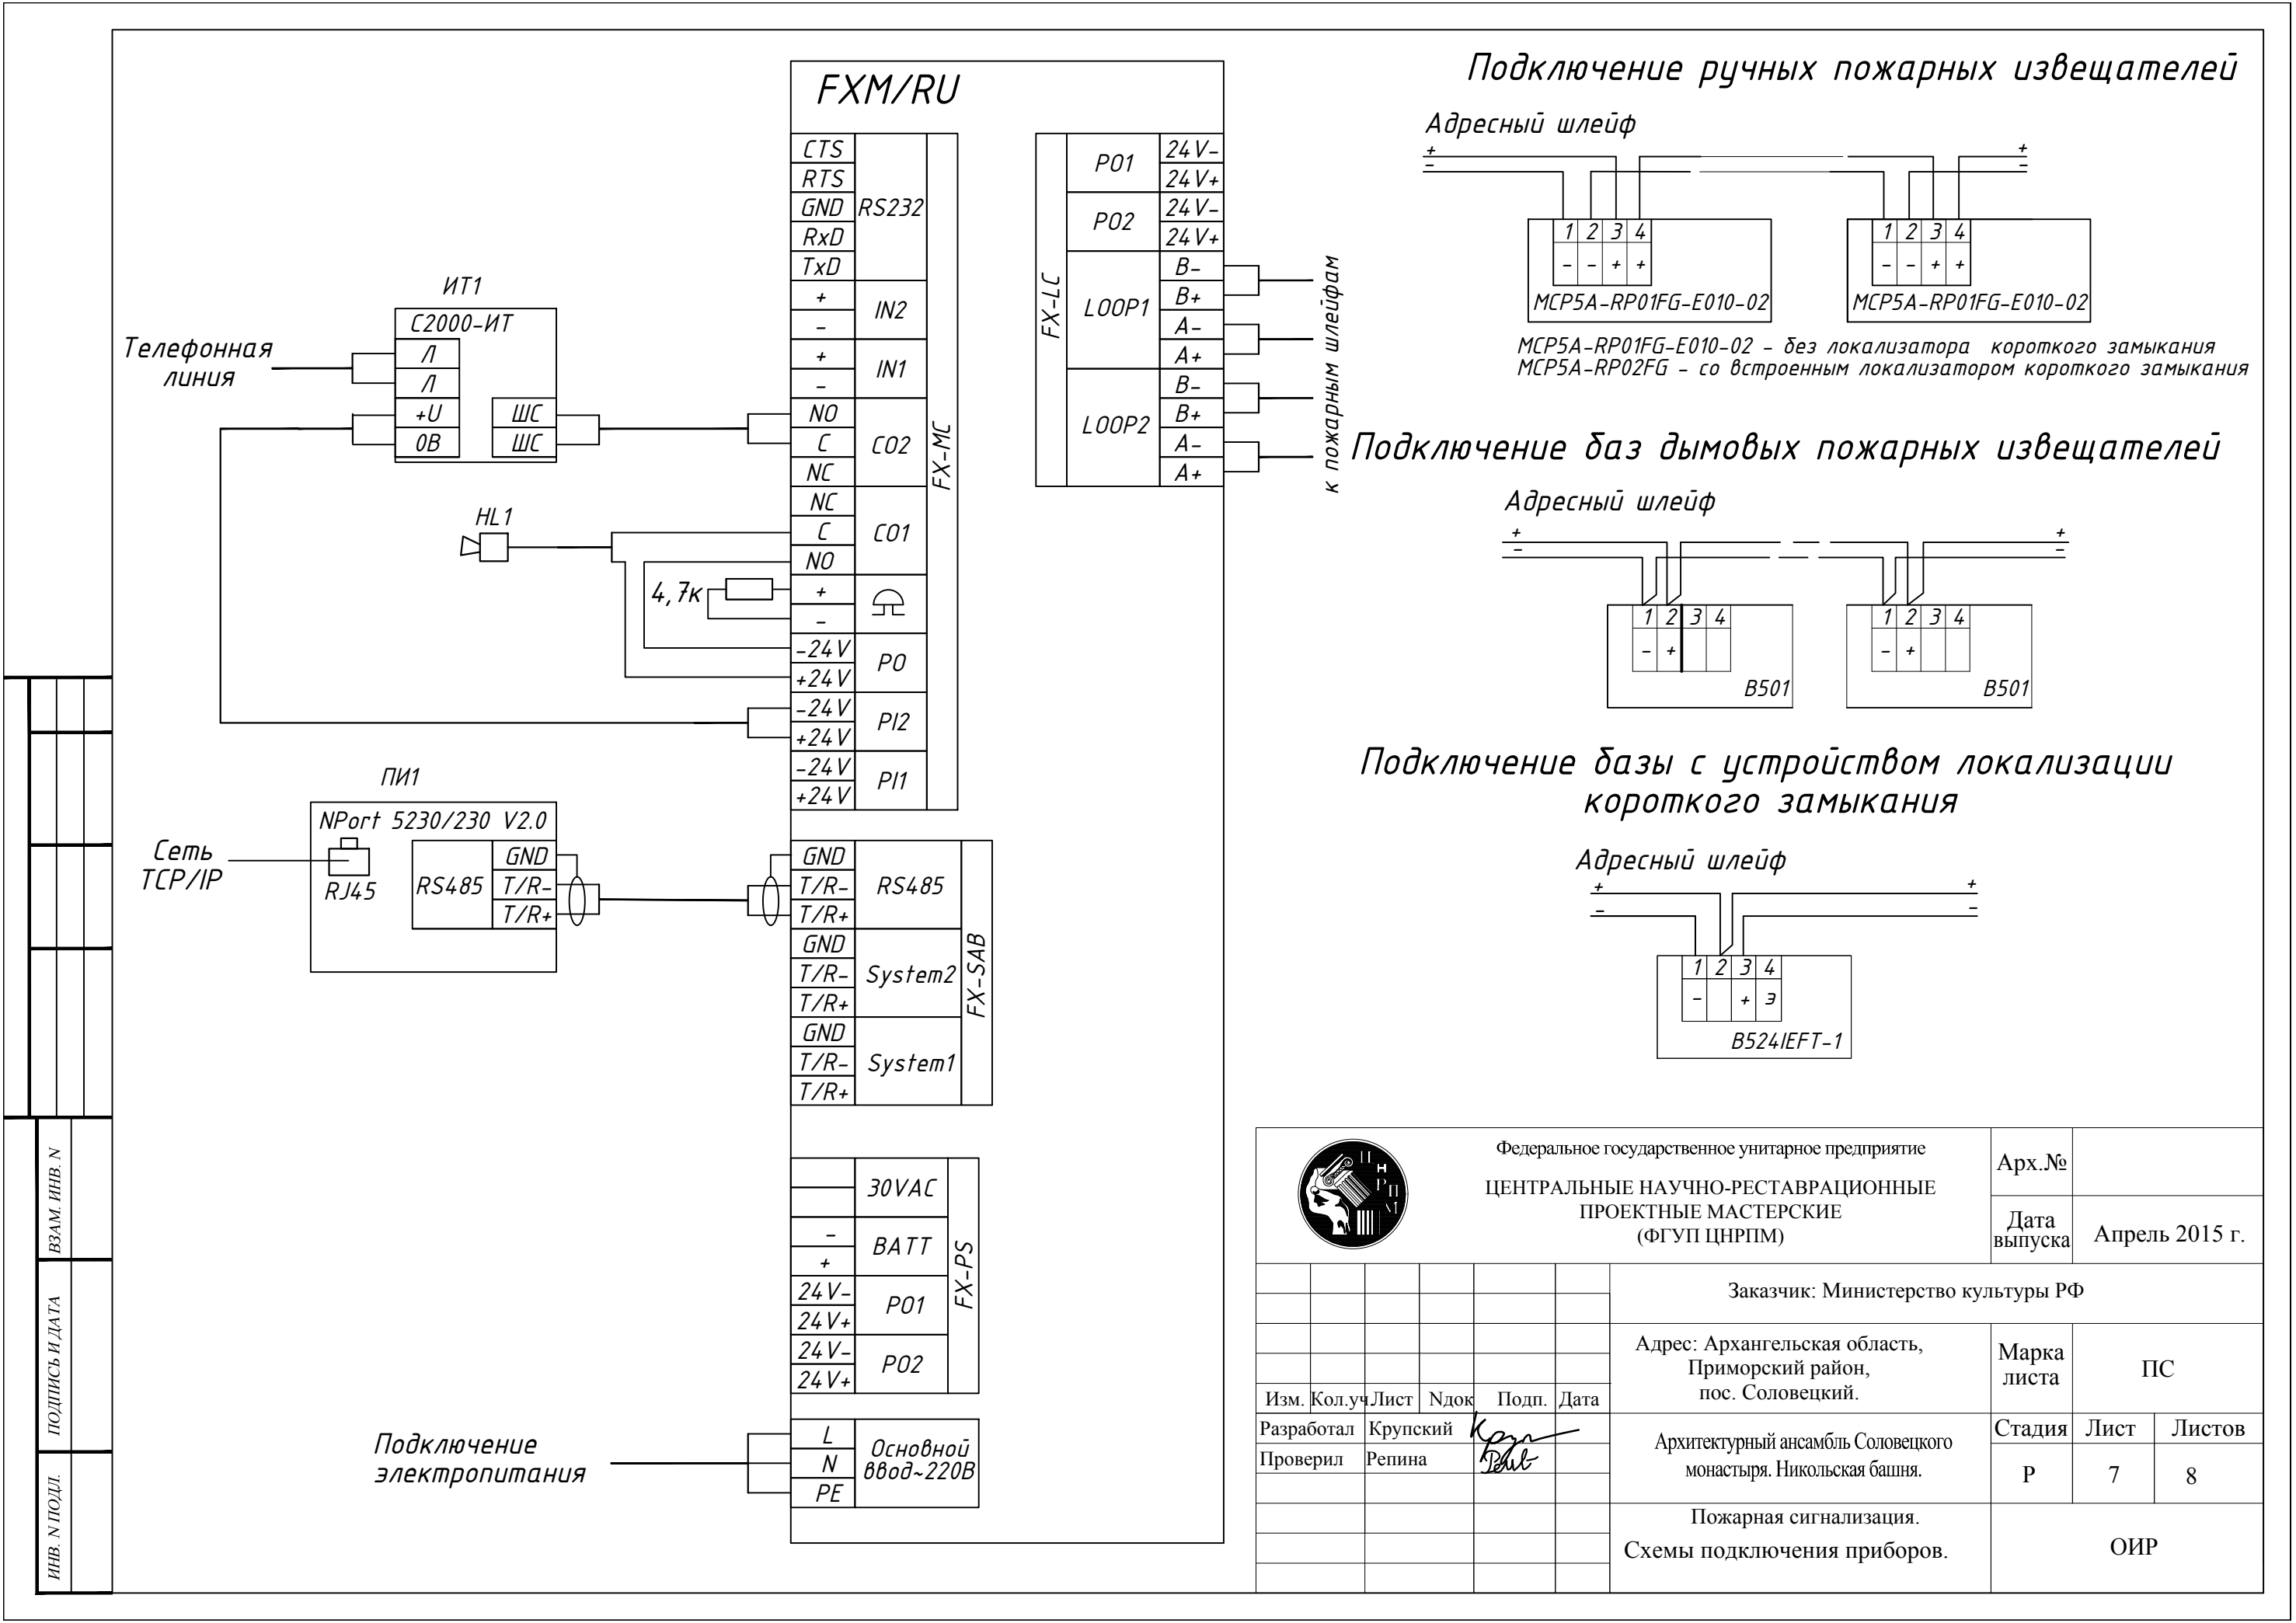 FXM/RU
CTS
RTS
GND
RxD
TxD
RS232
+
-
IN2
+
-
IN1
NO
C
NC
CO2
NC
C
NO
CO1
+
-
-24V
+24V
PO
-24V
+24V
PI2
-24V
+24V
PI1
FX-MC
GND
T/R-
T/R+
RS485
GND
T/R-
T/R+
System2
GND
T/R-
T/R+
System1
FX-SAB
30VAC
-
+
BATT
24V-
24V+
PO1
24V-
24V+
PO2
FX-PS
L
N
PE
Основной
ввод~220В
FX-LC
PO1
24V-
24V+
PO2
24V-
24V+
LOOP1
B-
B+
A-
A+
LOOP2
B-
B+
A-
A+
к пожарным шлейфам
ИТ1
С2000-ИТ
Л
Л
+U
0В
ШС
ШС
Телефонная
линия
HL1
4,7к
ПИ1
NPort 5230/230 V2.0
RJ45
RS485
GND
T/R-
T/R+
Сеть
TCP/IP
Подключение
электропитания
Подключение ручных пожарных извещателей
Адресный шлейф
+ +
- -
1 2 3 4
- - + +
MCP5A-RP01FG-E010-02
1 2 3 4
- - + +
MCP5A-RP01FG-E010-02
MCP5A-RP01FG-E010-02 - без локализатора короткого замыкания
MCP5A-RP02FG - со встроенным локализатором короткого замыкания
Подключение баз дымовых пожарных извещателей
Адресный шлейф
+ +
- -
1 2 3 4
- +
B501
1 2 3 4
- +
B501
Подключение базы с устройством локализации
короткого замыкания
Адресный шлейф
+ +
- -
1 2 3 4
- + Э
B524IEFT-1
ВЗАМ. ИНВ. N
ПОДПИСЬ И ДАТА
ИНВ. N ПОДЛ.
ЦНРПМ
Федеральное государственное унитарное предприятие
ЦЕНТРАЛЬНЫЕ НАУЧНО-РЕСТАВРАЦИОННЫЕ
ПРОЕКТНЫЕ МАСТЕРСКИЕ
(ФГУП ЦНРПМ)
Арх.№
Дата
выпуска
Апрель 2015 г.
Заказчик: Министерство культуры РФ
Адрес: Архангельская область,
Приморский район,
пос. Соловецкий.
Марка
листа
ПС
Изм. Кол.уч Лист Nдок Подп. Дата
Разработал Крупский
Проверил Репина
Архитектурный ансамбль Соловецкого
монастыря. Никольская башня.
Стадия Лист Листов
Р 7 8
Пожарная сигнализация.
Схемы подключения приборов.
ОИР